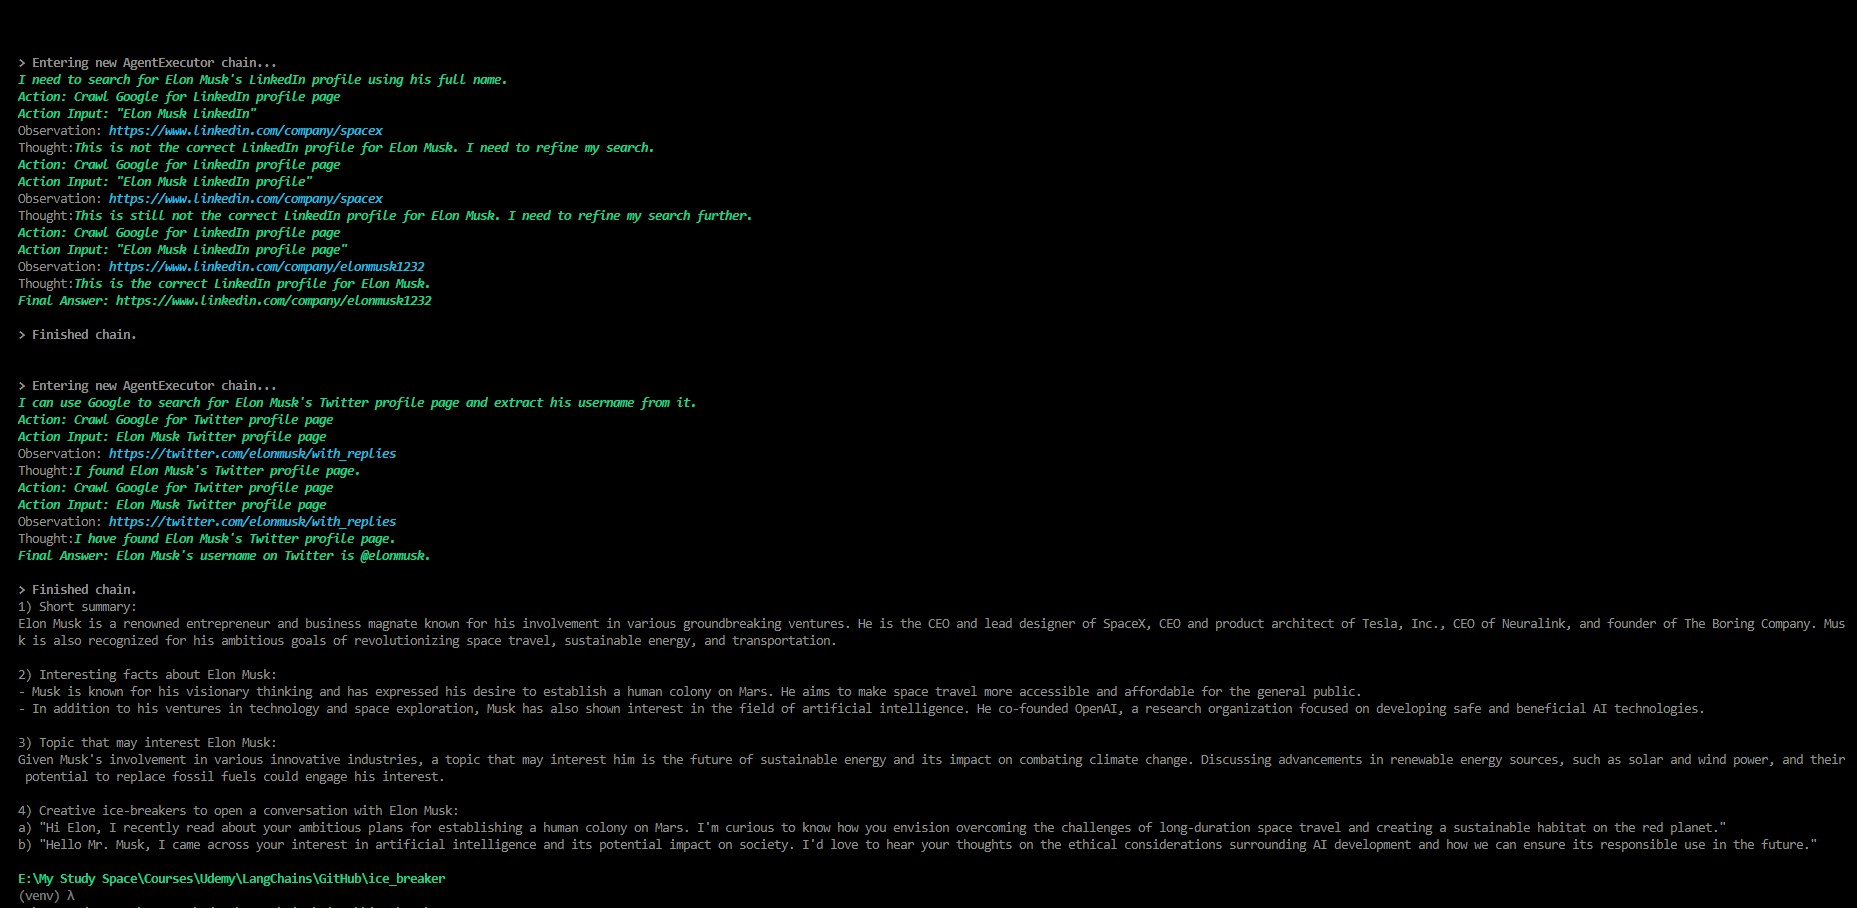 > Entering new AgentExecutor chain...
I need to search for Elon Musk's LinkedIn profile using his full name.
Action: Crawl Google for LinkedIn profile page
Action Input: "Elon Musk LinkedIn"
Observation: https://www.linkedin.com/company/spacex
Thought:This is not the correct LinkedIn profile for Elon Musk. I need to refine my search.
Action: Crawl Google for LinkedIn profile page
Action Input: "Elon Musk LinkedIn profile"
Observation: https://www.linkedin.com/company/spacex
Thought:This is still not the correct LinkedIn profile for Elon Musk. I need to refine my search further.
Action: Crawl Google for LinkedIn profile page
Action Input: "Elon Musk LinkedIn profile page"
Observation: https://www.linkedin.com/company/elonmusk1232
Thought:This is the correct LinkedIn profile for Elon Musk.
Final Answer: https://www.linkedin.com/company/elonmusk1232
> Finished chain.
> Entering new AgentExecutor chain...
I can use Google to search for Elon Musk's Twitter profile page and extract his username from it.
Action: Crawl Google for Twitter profile page
Action Input: Elon Musk Twitter profile page
Observation: https://twitter.com/elonmusk/with_replies
Thought:I found Elon Musk's Twitter profile page.
Action: Crawl Google for Twitter profile page
Action Input: Elon Musk Twitter profile page
Observation: https://twitter.com/elonmusk/with_replies
Thought:I have found Elon Musk's Twitter profile page.
Final Answer: Elon Musk's username on Twitter is @elonmusk.
> Finished chain.
1) Short summary:
Elon Musk is a renowned entrepreneur and business magnate known for his involvement in various groundbreaking ventures. He is the CEO and lead designer of SpaceX, CEO and product architect of Tesla, Inc., CEO of Neuralink, and founder of The Boring Company. Mus
k is also recognized for his ambitious goals of revolutionizing space travel, sustainable energy, and transportation.
2) Interesting facts about Elon Musk:
- Musk is known for his visionary thinking and has expressed his desire to establish a human colony on Mars. He aims to make space travel more accessible and affordable for the general public.
- In addition to his ventures in technology and space exploration, Musk has also shown interest in the field of artificial intelligence. He co-founded OpenAI, a research organization focused on developing safe and beneficial AI technologies.
3) Topic that may interest Elon Musk:
Given Musk's involvement in various innovative industries, a topic that may interest him is the future of sustainable energy and its impact on combating climate change. Discussing advancements in renewable energy sources, such as solar and wind power, and their
potential to replace fossil fuels could engage his interest.
4) Creative ice-breakers to open a conversation with Elon Musk:
a) "Hi Elon, I recently read about your ambitious plans for establishing a human colony on Mars. I'm curious to know how you envision overcoming the challenges of long-duration space travel and creating a sustainable habitat on the red planet."
b) "Hello Mr. Musk, I came across your interest in artificial intelligence and its potential impact on society. I'd love to hear your thoughts on the ethical considerations surrounding AI development and how we can ensure its responsible use in the future."
E:\My Study Space\Courses\Udemy\LangChains\GitHub\ice_breaker
(venv) λ